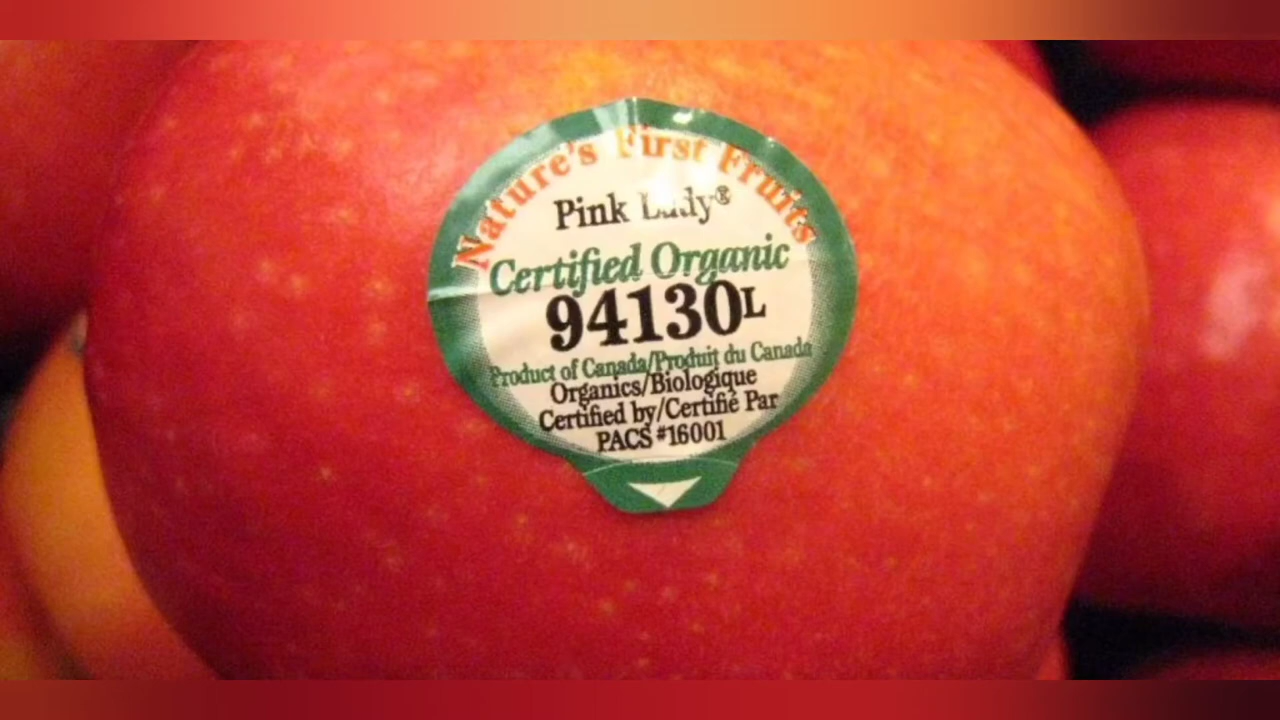 Nature's First Fruits
Pink Lady®
Certified Organic
94130L
Product of Canada/Produit du Canada
Organics/Biologique
Certified by/Certifié Par
PACS #16001